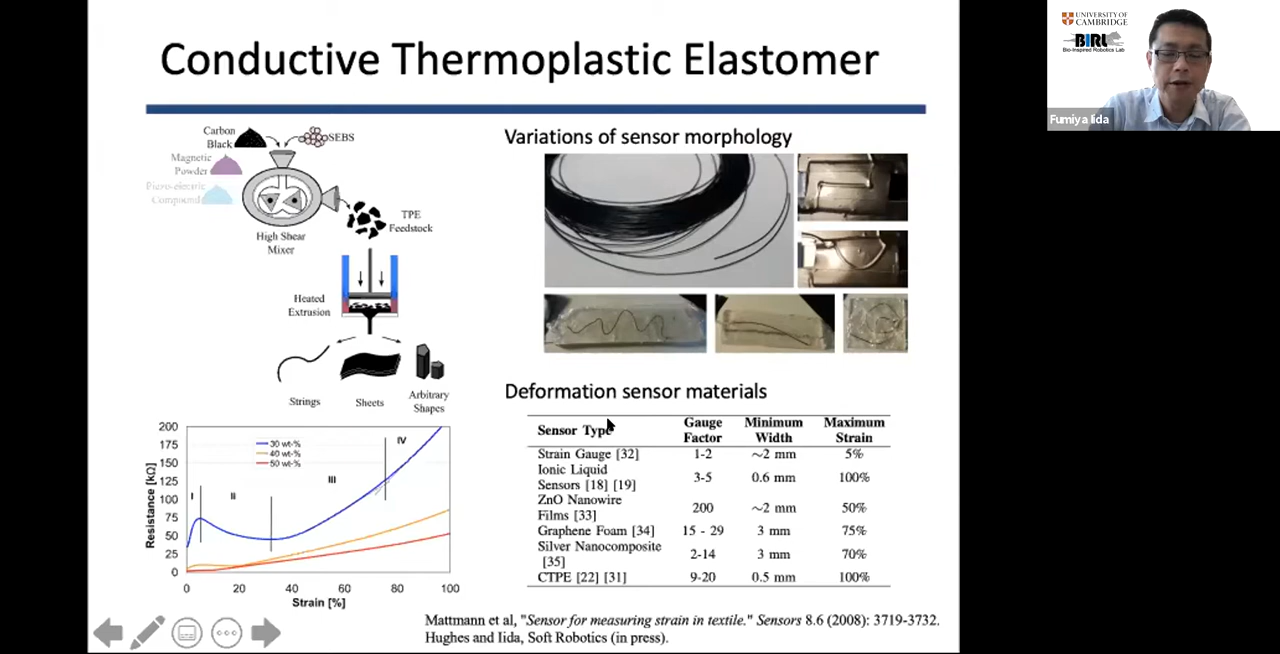 Conductive Thermoplastic Elastomer
UNIVERSITY OF
CAMBRIDGE
BIRL
Bio-Inspired Robotics Lab
Fumiya Iida
Carbon
Black
SEBS
Magnetic
Powder
Piezo-electric
Compound
High Shear
Mixer
TPE
Feedstock
Heated
Extrusion
Strings
Sheets
Arbitrary
Shapes
Resistance [kΩ]
200
175
150
125
100
75
50
25
0
30 wt-%
40 wt-%
50 wt-%
I
II
III
IV
0 20 40 60 80 100
Strain [%]
Variations of sensor morphology
Deformation sensor materials
Sensor Type Gauge Factor Minimum Width Maximum Strain
Strain Gauge [32] 1-2 ~2 mm 5%
Ionic Liquid
Sensors [18] [19] 3-5 0.6 mm 100%
ZnO Nanowire
Films [33] 200 ~2 mm 50%
Graphene Foam [34] 15 - 29 3 mm 75%
Silver Nanocomposite
[35] 2-14 3 mm 70%
CTPE [22] [31] 9-20 0.5 mm 100%
Mattmann et al, "Sensor for measuring strain in textile." Sensors 8.6 (2008): 3719-3732.
Hughes and Iida, Soft Robotics (in press).